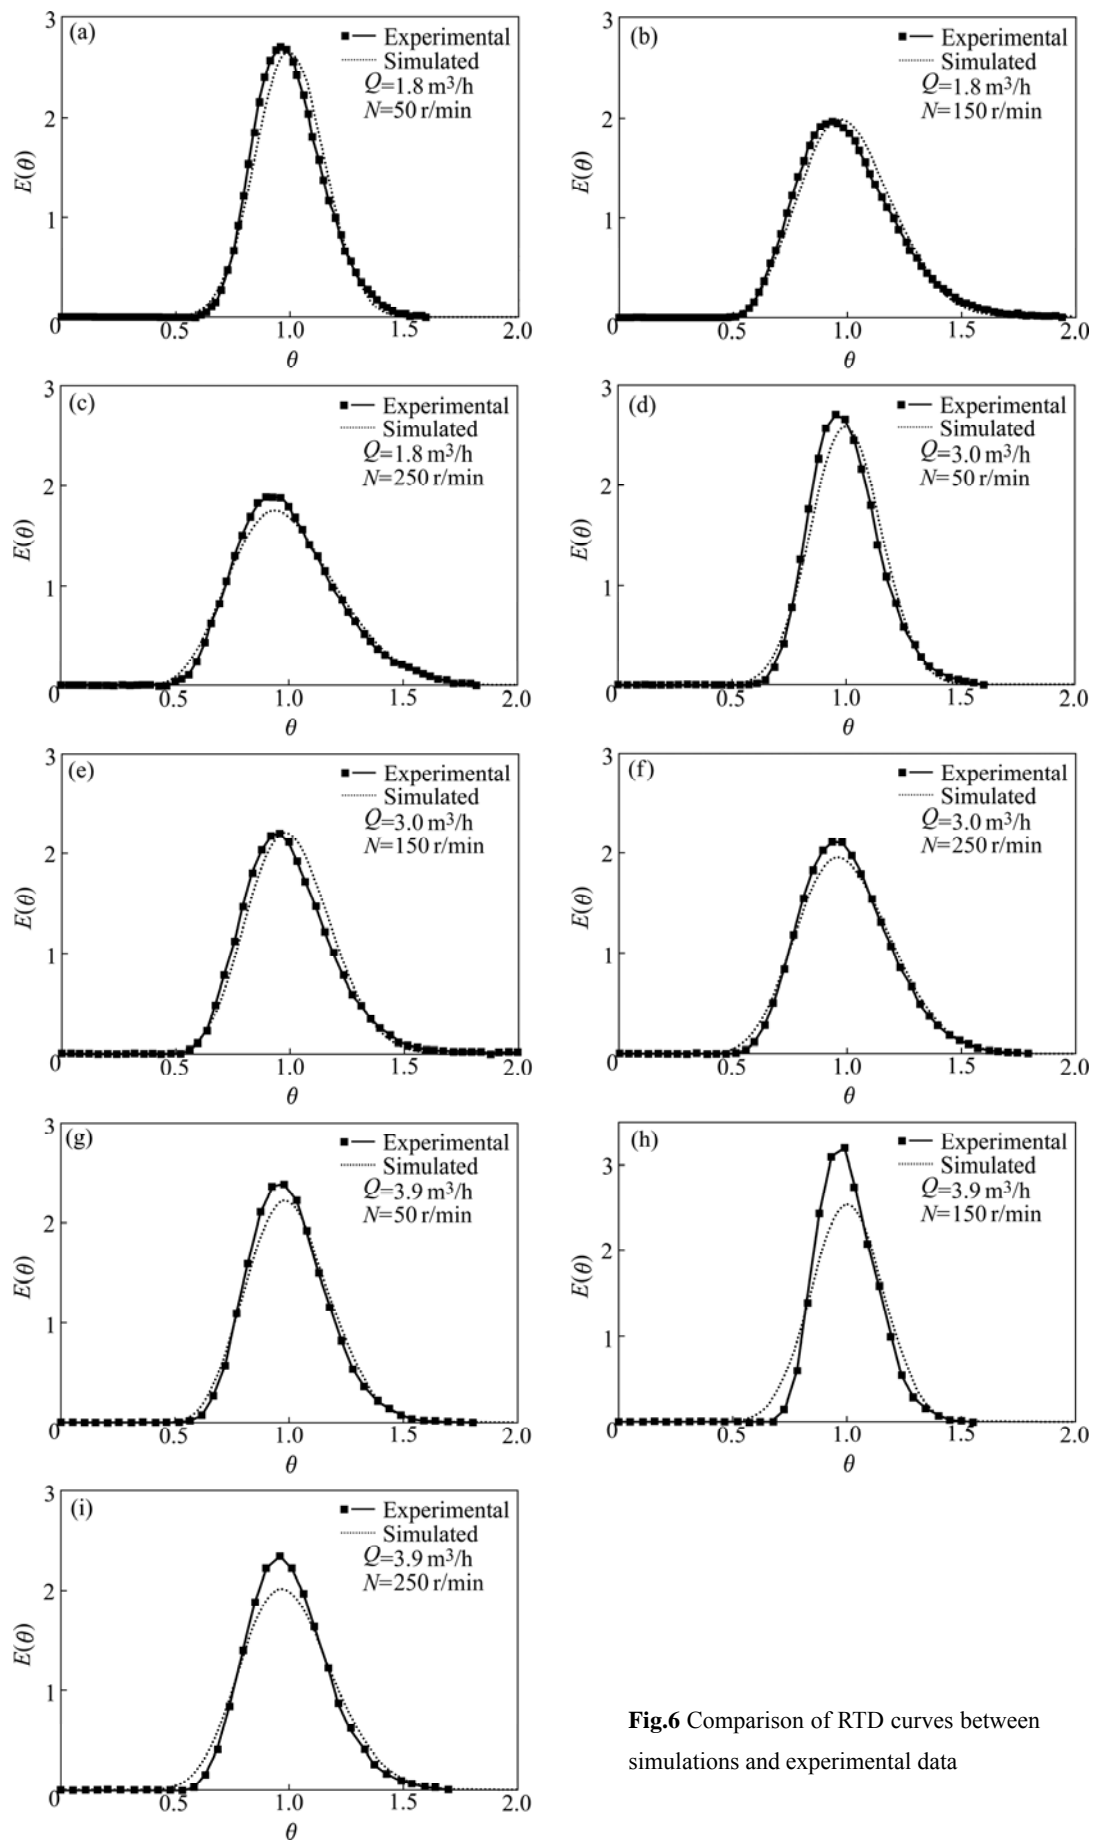 (a)
Experimental
Simulated
Q=1.8 m³/h
N=50 r/min
3
2
1
0
0.5
1.0
1.5
2.0
E(θ)
θ
(b)
Experimental
Simulated
Q=1.8 m³/h
N=150 r/min
3
2
1
0
0.5
1.0
1.5
2.0
E(θ)
θ
(c)
Experimental
Simulated
Q=1.8 m³/h
N=250 r/min
3
2
1
0
0.5
1.0
1.5
2.0
E(θ)
θ
(d)
Experimental
Simulated
Q=3.0 m³/h
N=50 r/min
3
2
1
0
0.5
1.0
1.5
2.0
E(θ)
θ
(e)
Experimental
Simulated
Q=3.0 m³/h
N=150 r/min
3
2
1
0
0.5
1.0
1.5
2.0
E(θ)
θ
(f)
Experimental
Simulated
Q=3.0 m³/h
N=250 r/min
3
2
1
0
0.5
1.0
1.5
2.0
E(θ)
θ
(g)
Experimental
Simulated
Q=3.9 m³/h
N=50 r/min
3
2
1
0
0.5
1.0
1.5
2.0
E(θ)
θ
(h)
Experimental
Simulated
Q=3.9 m³/h
N=150 r/min
3
2
1
0
0.5
1.0
1.5
2.0
E(θ)
θ
(i)
Experimental
Simulated
Q=3.9 m³/h
N=250 r/min
3
2
1
0
0.5
1.0
1.5
2.0
E(θ)
θ
Fig.6 Comparison of RTD curves between
simulations and experimental data